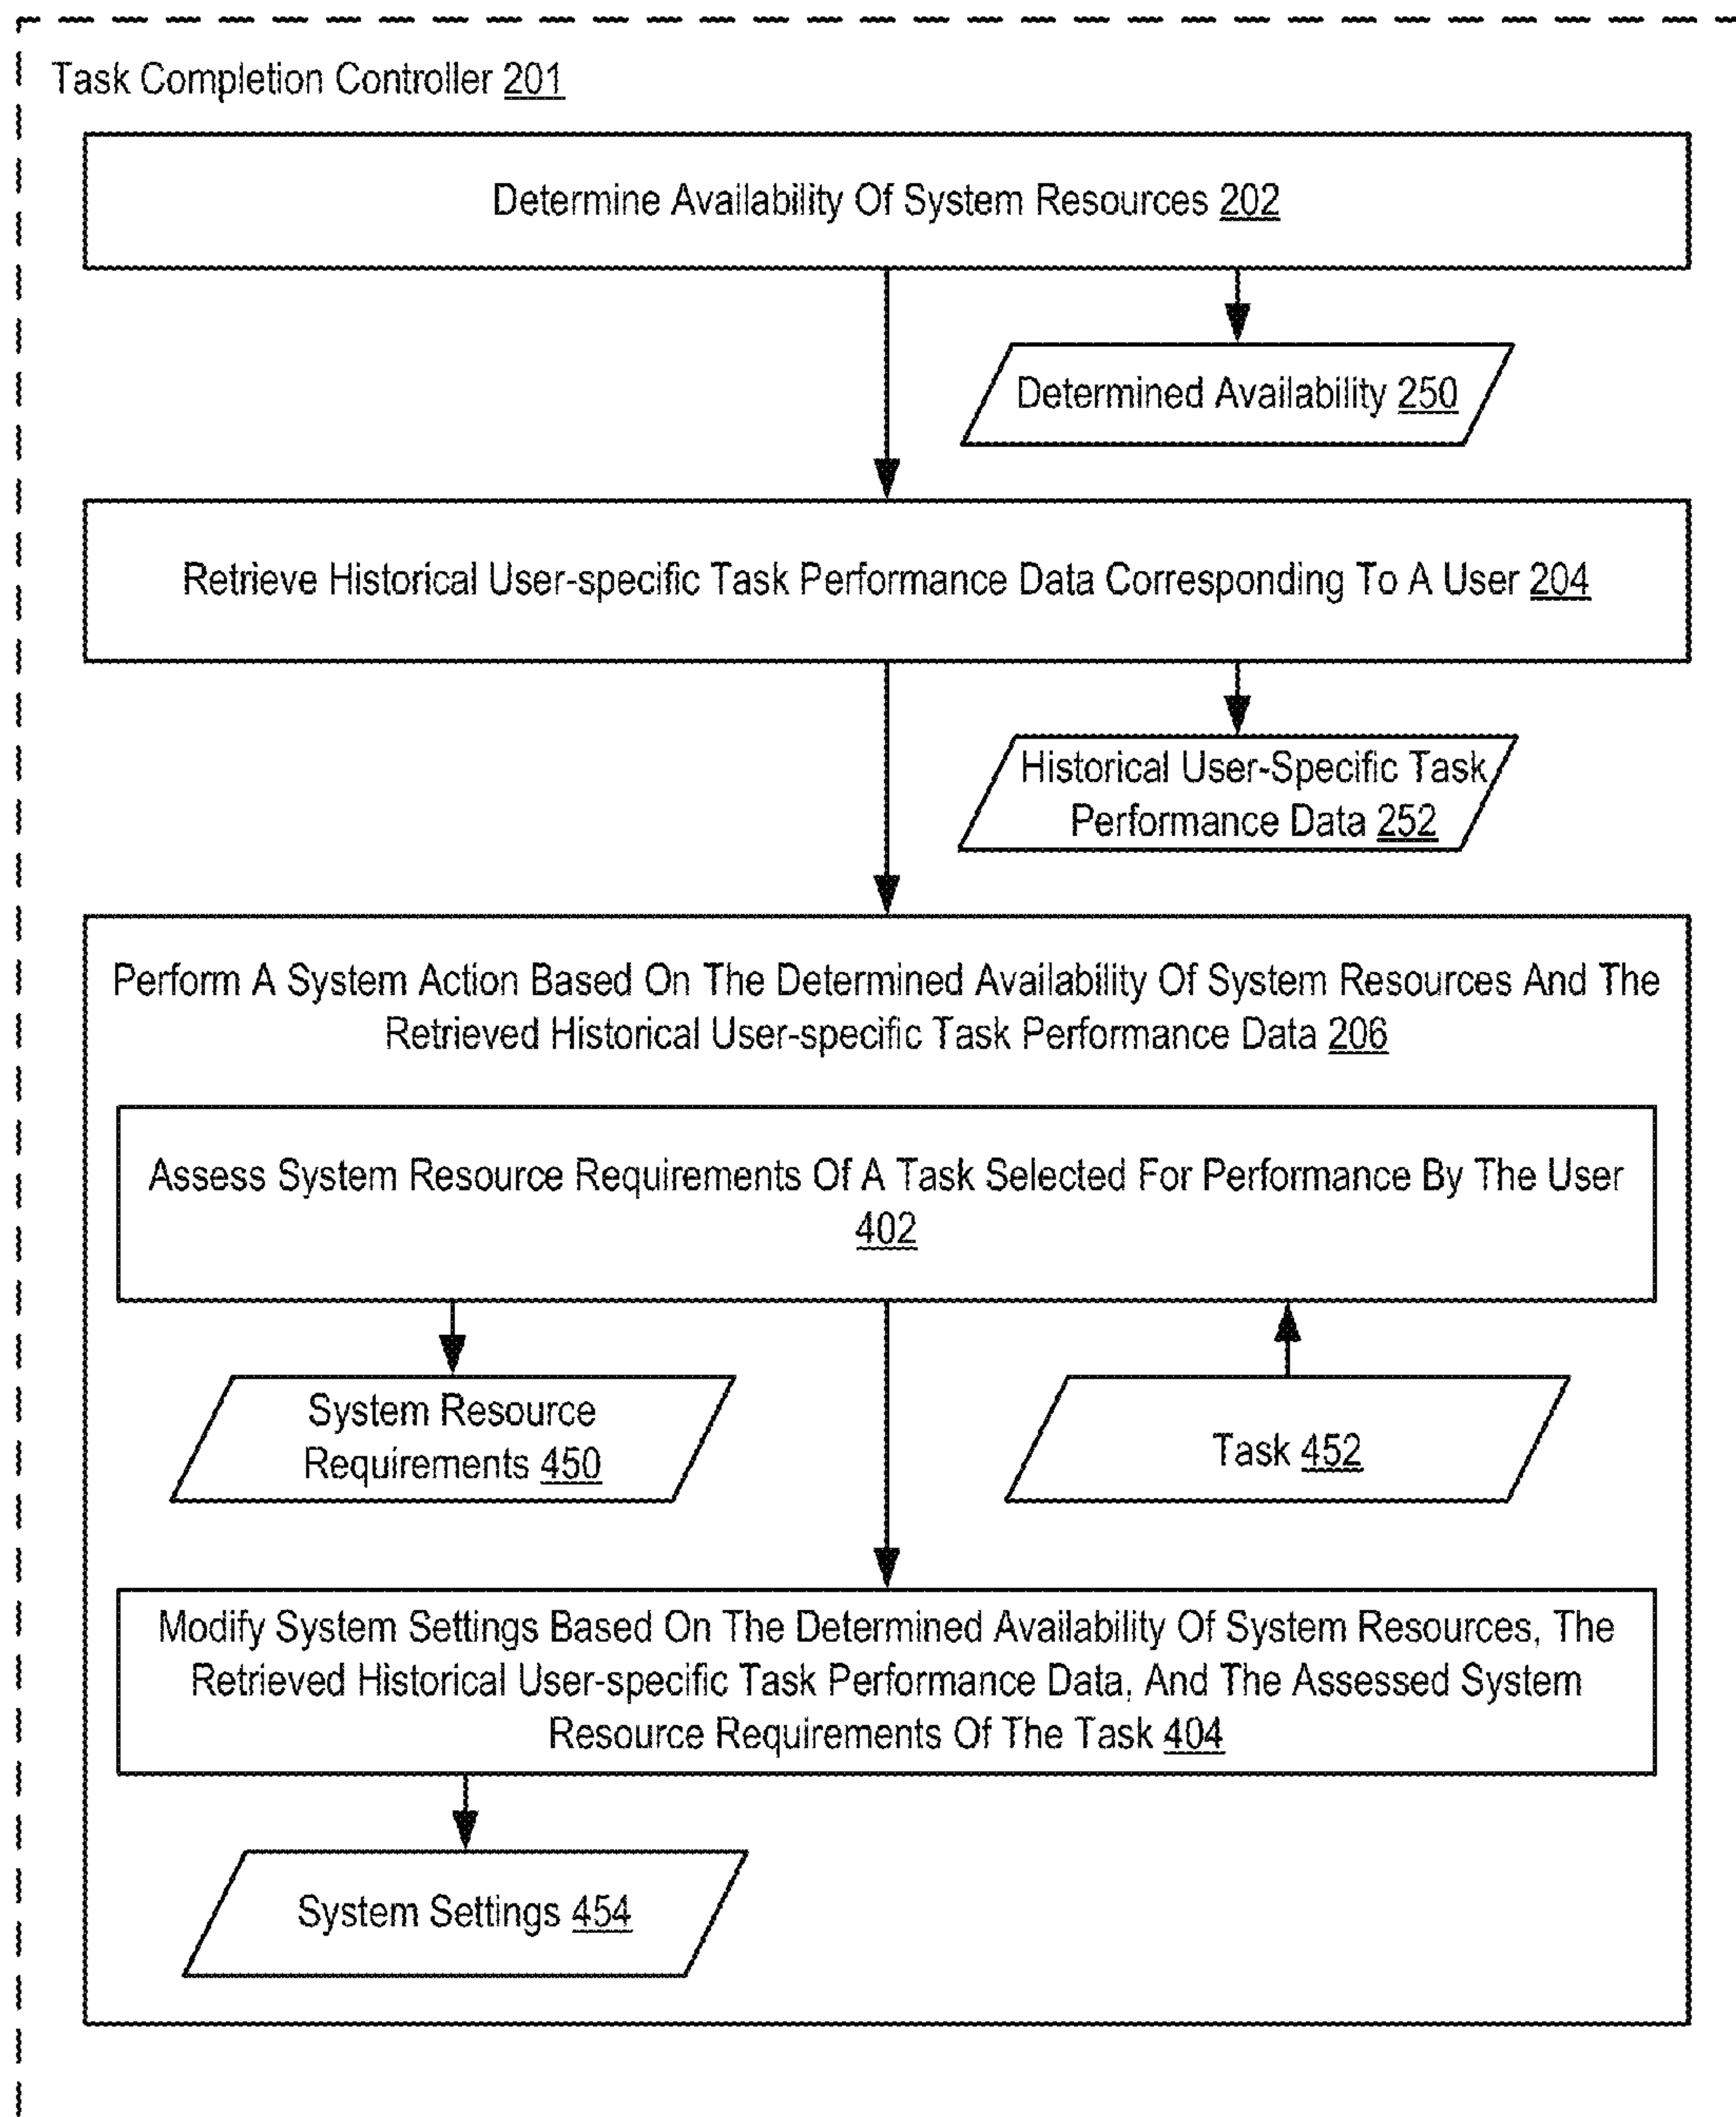 Task Completion Controller 201
Determine Availability Of System Resources 202
Determined Availability 250
Retrieve Historical User-specific Task Performance Data Corresponding To A User 204
Historical User-Specific Task
Performance Data 252
Perform A System Action Based On The Determined Availability Of System Resources And The
Retrieved Historical User-specific Task Performance Data 206
Assess System Resource Requirements Of A Task Selected For Performance By The User
402
System Resource
Requirements 450
Task 452
Modify System Settings Based On The Determined Availability Of System Resources, The
Retrieved Historical User-specific Task Performance Data, And The Assessed System
Resource Requirements Of The Task 404
System Settings 454